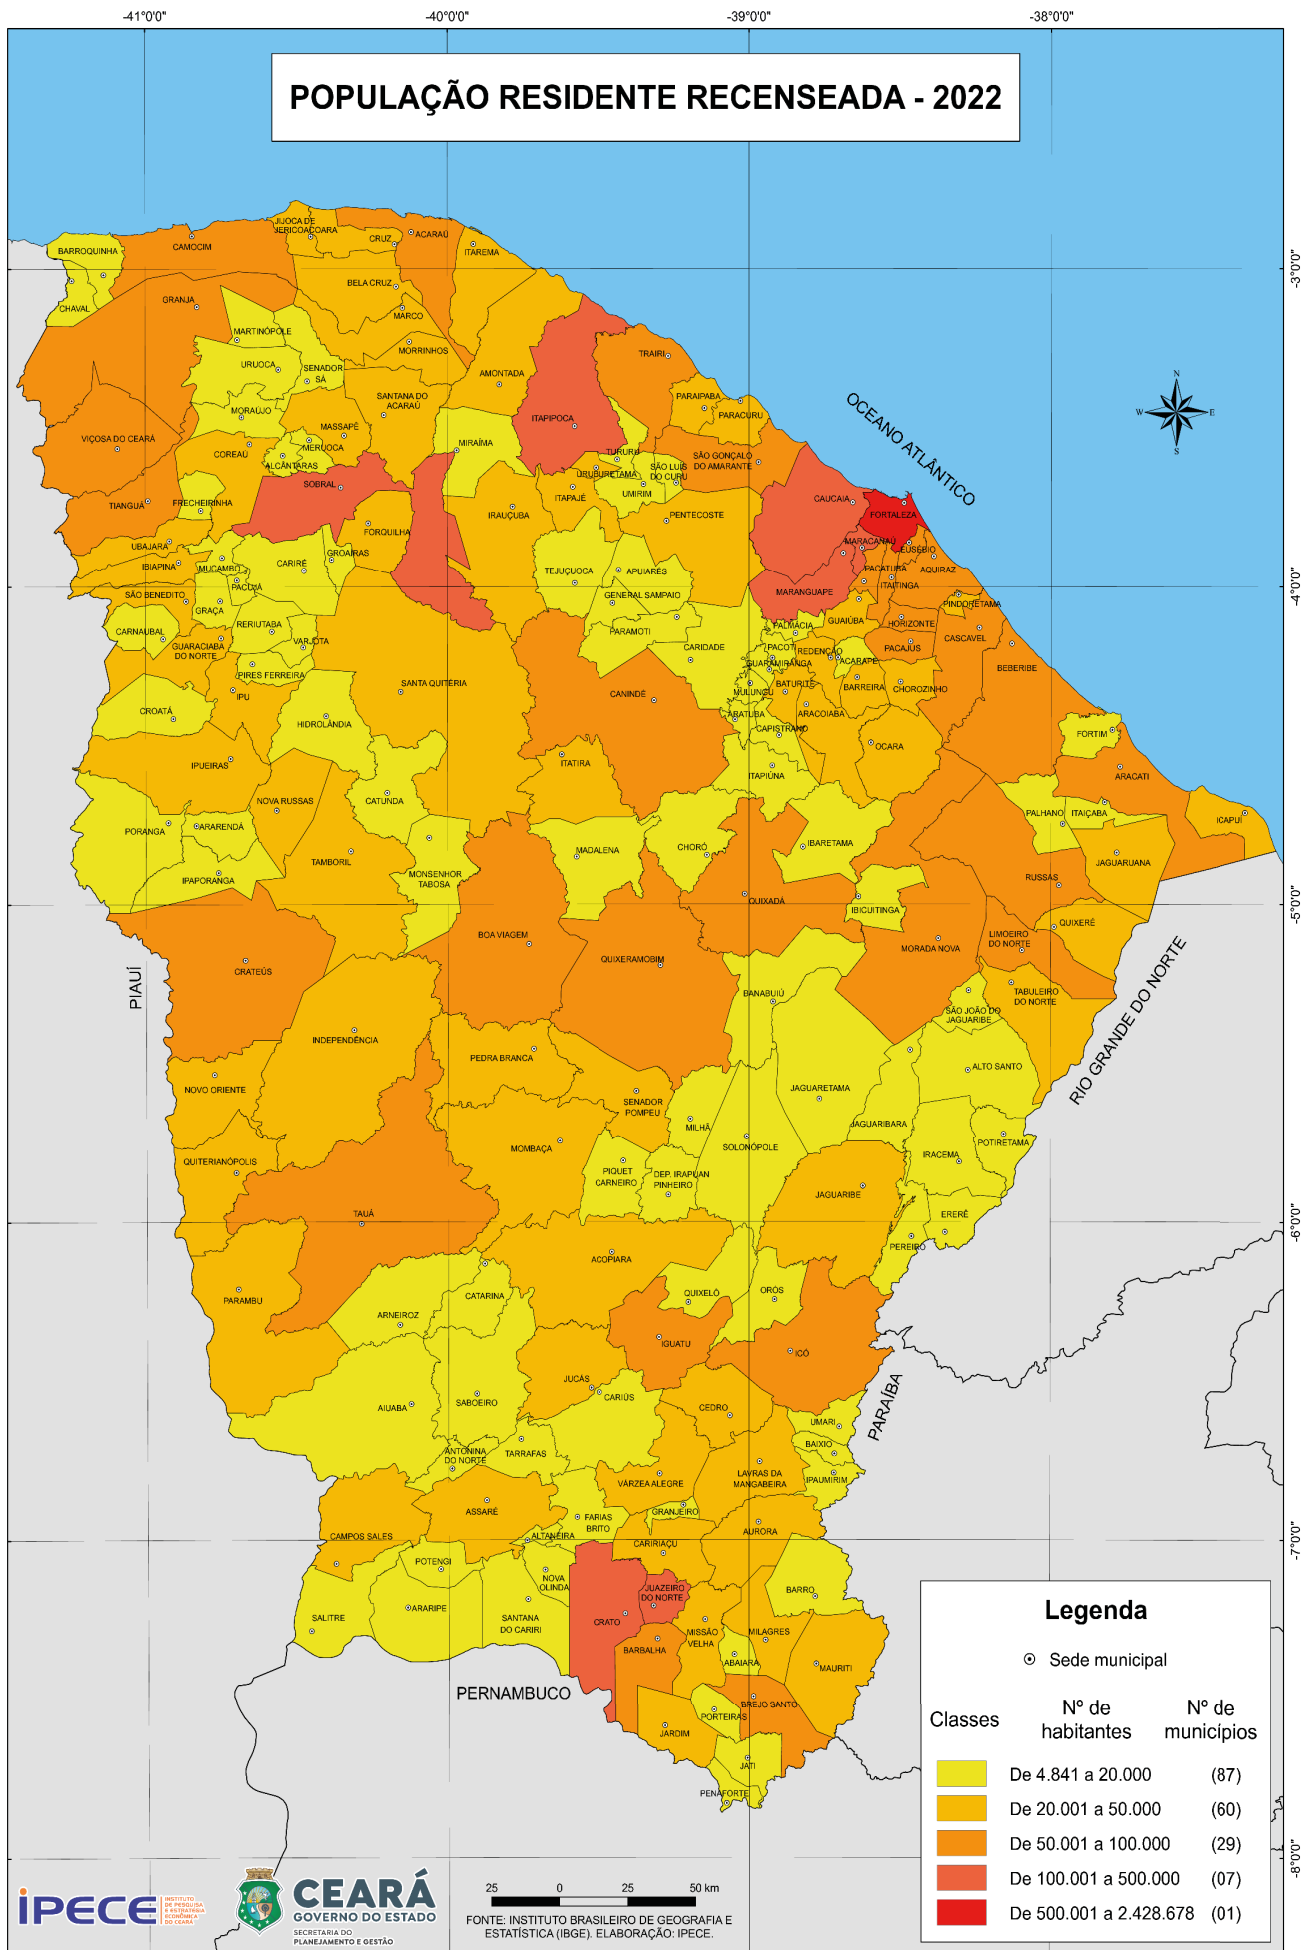 -41°0'0"
-40°0'0"
-39°0'0"
-38°0'0"
POPULAÇÃO RESIDENTE RECENSEADA - 2022
JIJOCA DE
JERICOACOARA
CRUZ
ACARAÚ
BARROQUINHA
CAMOCIM
ITAREMA
-3°0'0"
BELA CRUZ
CHAVAL
GRANJA
MARCO
MARTINÓPOLE
MORRINHOS
TRAIRI
URUOCA
SENADOR
SÁ
AMONTADA
N
SANTANA DO
ACARAÚ
PARAIPABA
OCEANO ATLÂNTICO
W
E
MORAÚJO
PARACURU
ITAPIPOCA
MASSAPÊ
S
VIÇOSA DO CEARÁ
MERUOCA
MIRAÍMA
COREAÚ
TURURU
SÃO GONÇALO
DO AMARANTE
ALCÂNTARAS
URUBURETAMA
SÃO LUÍS
DO CURU
SOBRAL
UMIRIM
CAUCAIA
TIANGUÁ
FRECHEIRINHA
ITAPAJÉ
IRAUÇUBA
PENTECOSTE
FORTALEZA
FORQUILHA
MARACANAÚ
UBAJARA
GROAÍRAS
EUSÉBIO
IBIAPINA
MUCAMBO
CARIRÉ
TEJUÇUOCA
APUIARÉS
PACATUBA
AQUIRAZ
PACUJÁ
ITAITINGA
-4°0'0"
SÃO BENEDITO
GENERAL SAMPAIO
MARANGUAPE
PINDORETAMA
GRAÇA
RERIUTABA
PARAMOTI
PALMÁCIA
GUAIÚBA
HORIZONTE
CARNAUBAL
VARJOTA
CARIDADE
PACOTI
REDENÇÃO
PACAJUS
CASCAVEL
GUARACIABA
DO NORTE
GUARAMIRANGA
ACARAPE
BEBERIBE
PIRES FERREIRA
SANTA QUITÉRIA
CANINDÉ
MULUNGU
BATURITÉ
BARREIRA
CHOROZINHO
IPU
CROATÁ
HIDROLÂNDIA
ARATUBA
ARACOIABA
CAPISTRANO
FORTIM
OCARA
IPUEIRAS
ITATIRA
ITAPIÚNA
ARACATI
NOVA RUSSAS
CATUNDA
PORANGA
ARARENDÁ
PALHANO
ITAIÇABA
ICAPUÍ
TAMBORIL
MADALENA
CHORÓ
IBARETAMA
JAGUARUANA
IPAPORANGA
MONSENHOR
TABOSA
RUSSAS
QUIXADÁ
IBICUITINGA
-5°0'0"
QUIXERÉ
BOA VIAGEM
LIMOEIRO
DO NORTE
MORADA NOVA
QUIXERAMOBIM
CRATEÚS
PIAUÍ
BANABUIÚ
TABULEIRO
DO NORTE
RIO GRANDE DO NORTE
SÃO JOÃO DO
JAGUARIBE
INDEPENDÊNCIA
PEDRA BRANCA
ALTO SANTO
NOVO ORIENTE
JAGUARETAMA
SENADOR
POMPEU
MILHÃ
JAGUARIBARA
MOMBAÇA
SOLONÓPOLE
POTIRETAMA
QUITERIANÓPOLIS
IRACEMA
PIQUET
CARNEIRO
DEP. IRAPUAN
PINHEIRO
JAGUARIBE
TAUÁ
ERERÊ
-6°0'0"
PEREIRO
ACOPIARA
PARAMBU
CATARINA
QUIXELÔ
ORÓS
ARNEIROZ
IGUATU
ICÓ
JUCÁS
PARAÍBA
SABOEIRO
CARIÚS
AIUABA
CEDRO
UMARI
BAIXIO
ANTONINA
DO NORTE
TARRAFAS
LAVRAS DA
MANGABEIRA
IPAUMIRIM
VÁRZEA ALEGRE
ASSARÉ
GRANJEIRO
FARIAS
BRITO
AURORA
CAMPOS SALES
ALTANEIRA
CARIRIAÇU
-7°0'0"
POTENGI
NOVA
OLINDA
JUAZEIRO
DO NORTE
BARRO
ARARIPE
SALITRE
SANTANA
DO CARIRI
CRATO
MISSÃO
VELHA
MILAGRES
BARBALHA
ABAIARA
MAURITI
PERNAMBUCO
BREJO SANTO
PORTEIRAS
JARDIM
JATI
PENAFORTE
-8°0'0"
Legenda
Sede municipal
Classes
Nº de
habitantes
Nº de
municípios
De 4.841 a 20.000 (87)
De 20.001 a 50.000 (60)
De 50.001 a 100.000 (29)
De 100.001 a 500.000 (07)
De 500.001 a 2.428.678 (01)
iPECE
INSTITUTO
DE PESQUISA
E ESTRATÉGIA
ECONÔMICA
DO CEARÁ
CEARÁ
GOVERNO DO ESTADO
SECRETARIA DO
PLANEJAMENTO E GESTÃO
25 0 25 50 km
FONTE: INSTITUTO BRASILEIRO DE GEOGRAFIA E
ESTATÍSTICA (IBGE). ELABORAÇÃO: IPECE.